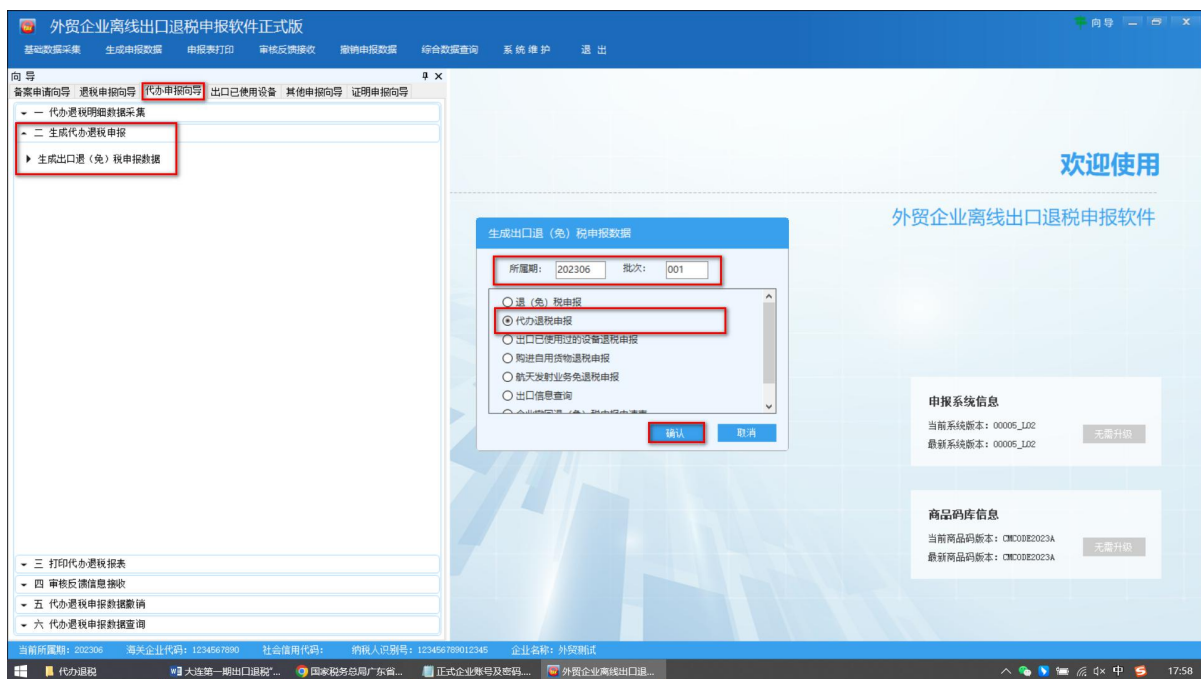 外贸企业离线出口退税申报软件正式版
向导
基础数据采集 生成申报数据 申报表打印 审核反馈接收 撤销申报数据 综合数据查询 系统维护 退出
向导
备案申请向导 退税申报向导 代办申报向导 出口已使用设备 其他申报向导 证明申报向导
一 代办退税明细数据采集
二 生成代办退税申报
生成出口退（免）税申报数据
欢迎使用
外贸企业离线出口退税申报软件
生成出口退（免）税申报数据
所属期： 202306 批次： 001
退（免）税申报
代办退税申报
出口已使用过的设备退税申报
购进自用货物退税申报
航天发射业务免退税申报
出口信息查询
确认 取消
申报系统信息
当前系统版本：00005_L02
最新系统版本：00005_L02
无需升级
商品码库信息
当前商品码版本：CMCODE2023A
最新商品码版本：CMCODE2023A
无需升级
三 打印代办退税报表
四 审核反馈信息接收
五 代办退税申报数据撤销
六 代办退税申报数据查询
当前所属期：202306 海关企业代码：1234567890 社会信用代码： 纳税人识别号：123456789012345 企业名称：外贸测试
代办退税 大连第一期出口退税"... 国家税务总局广东省... 正式企业账号及密码.... 外贸企业离线出口退... 中 17:58